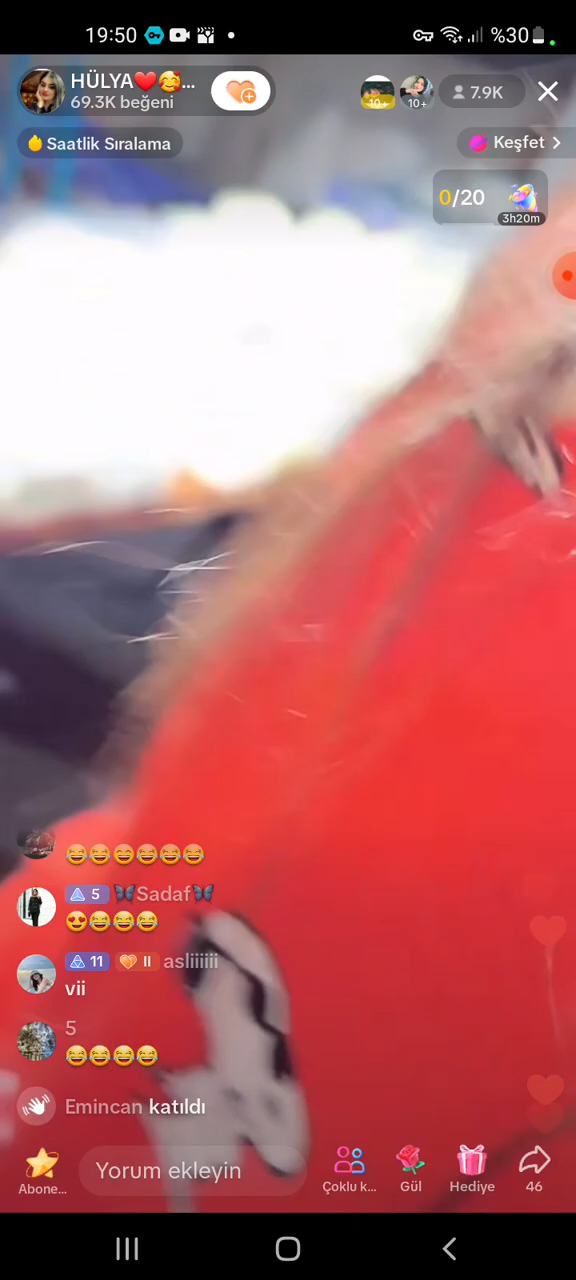 19:50
%30
HÜLYA❤️🥰...
69.3K beğeni
10+
10+
7.9K
Saatlik Sıralama
Keşfet
0/20
3h20m
😂😂😁😂😂😂
5 🦋Sadaf🦋
😍😂😂😂
11 II asliiiiii
vii
5
😂😂😂😂
Emincan katıldı
Abone...
Yorum ekleyin
Çoklu k...
Gül
Hediye
46